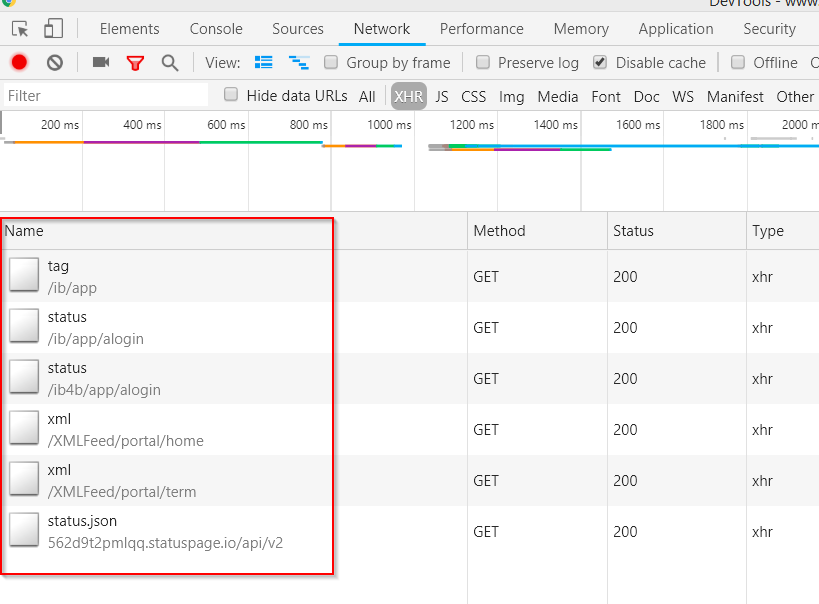 DevTools - www.
Elements Console Sources Network Performance Memory Application Security
View: Group by frame Preserve log Disable cache Offline
Filter Hide data URLs All XHR JS CSS Img Media Font Doc WS Manifest Other
200 ms 400 ms 600 ms 800 ms 1000 ms 1200 ms 1400 ms 1600 ms 1800 ms 2000 m
Name Method Status Type
tag
/ib/app GET 200 xhr
status
/ib/app/alogin GET 200 xhr
status
/ib4b/app/alogin GET 200 xhr
xml
/XMLFeed/portal/home GET 200 xhr
xml
/XMLFeed/portal/term GET 200 xhr
status.json
562d9t2pmlqq.statuspage.io/api/v2 GET 200 xhr